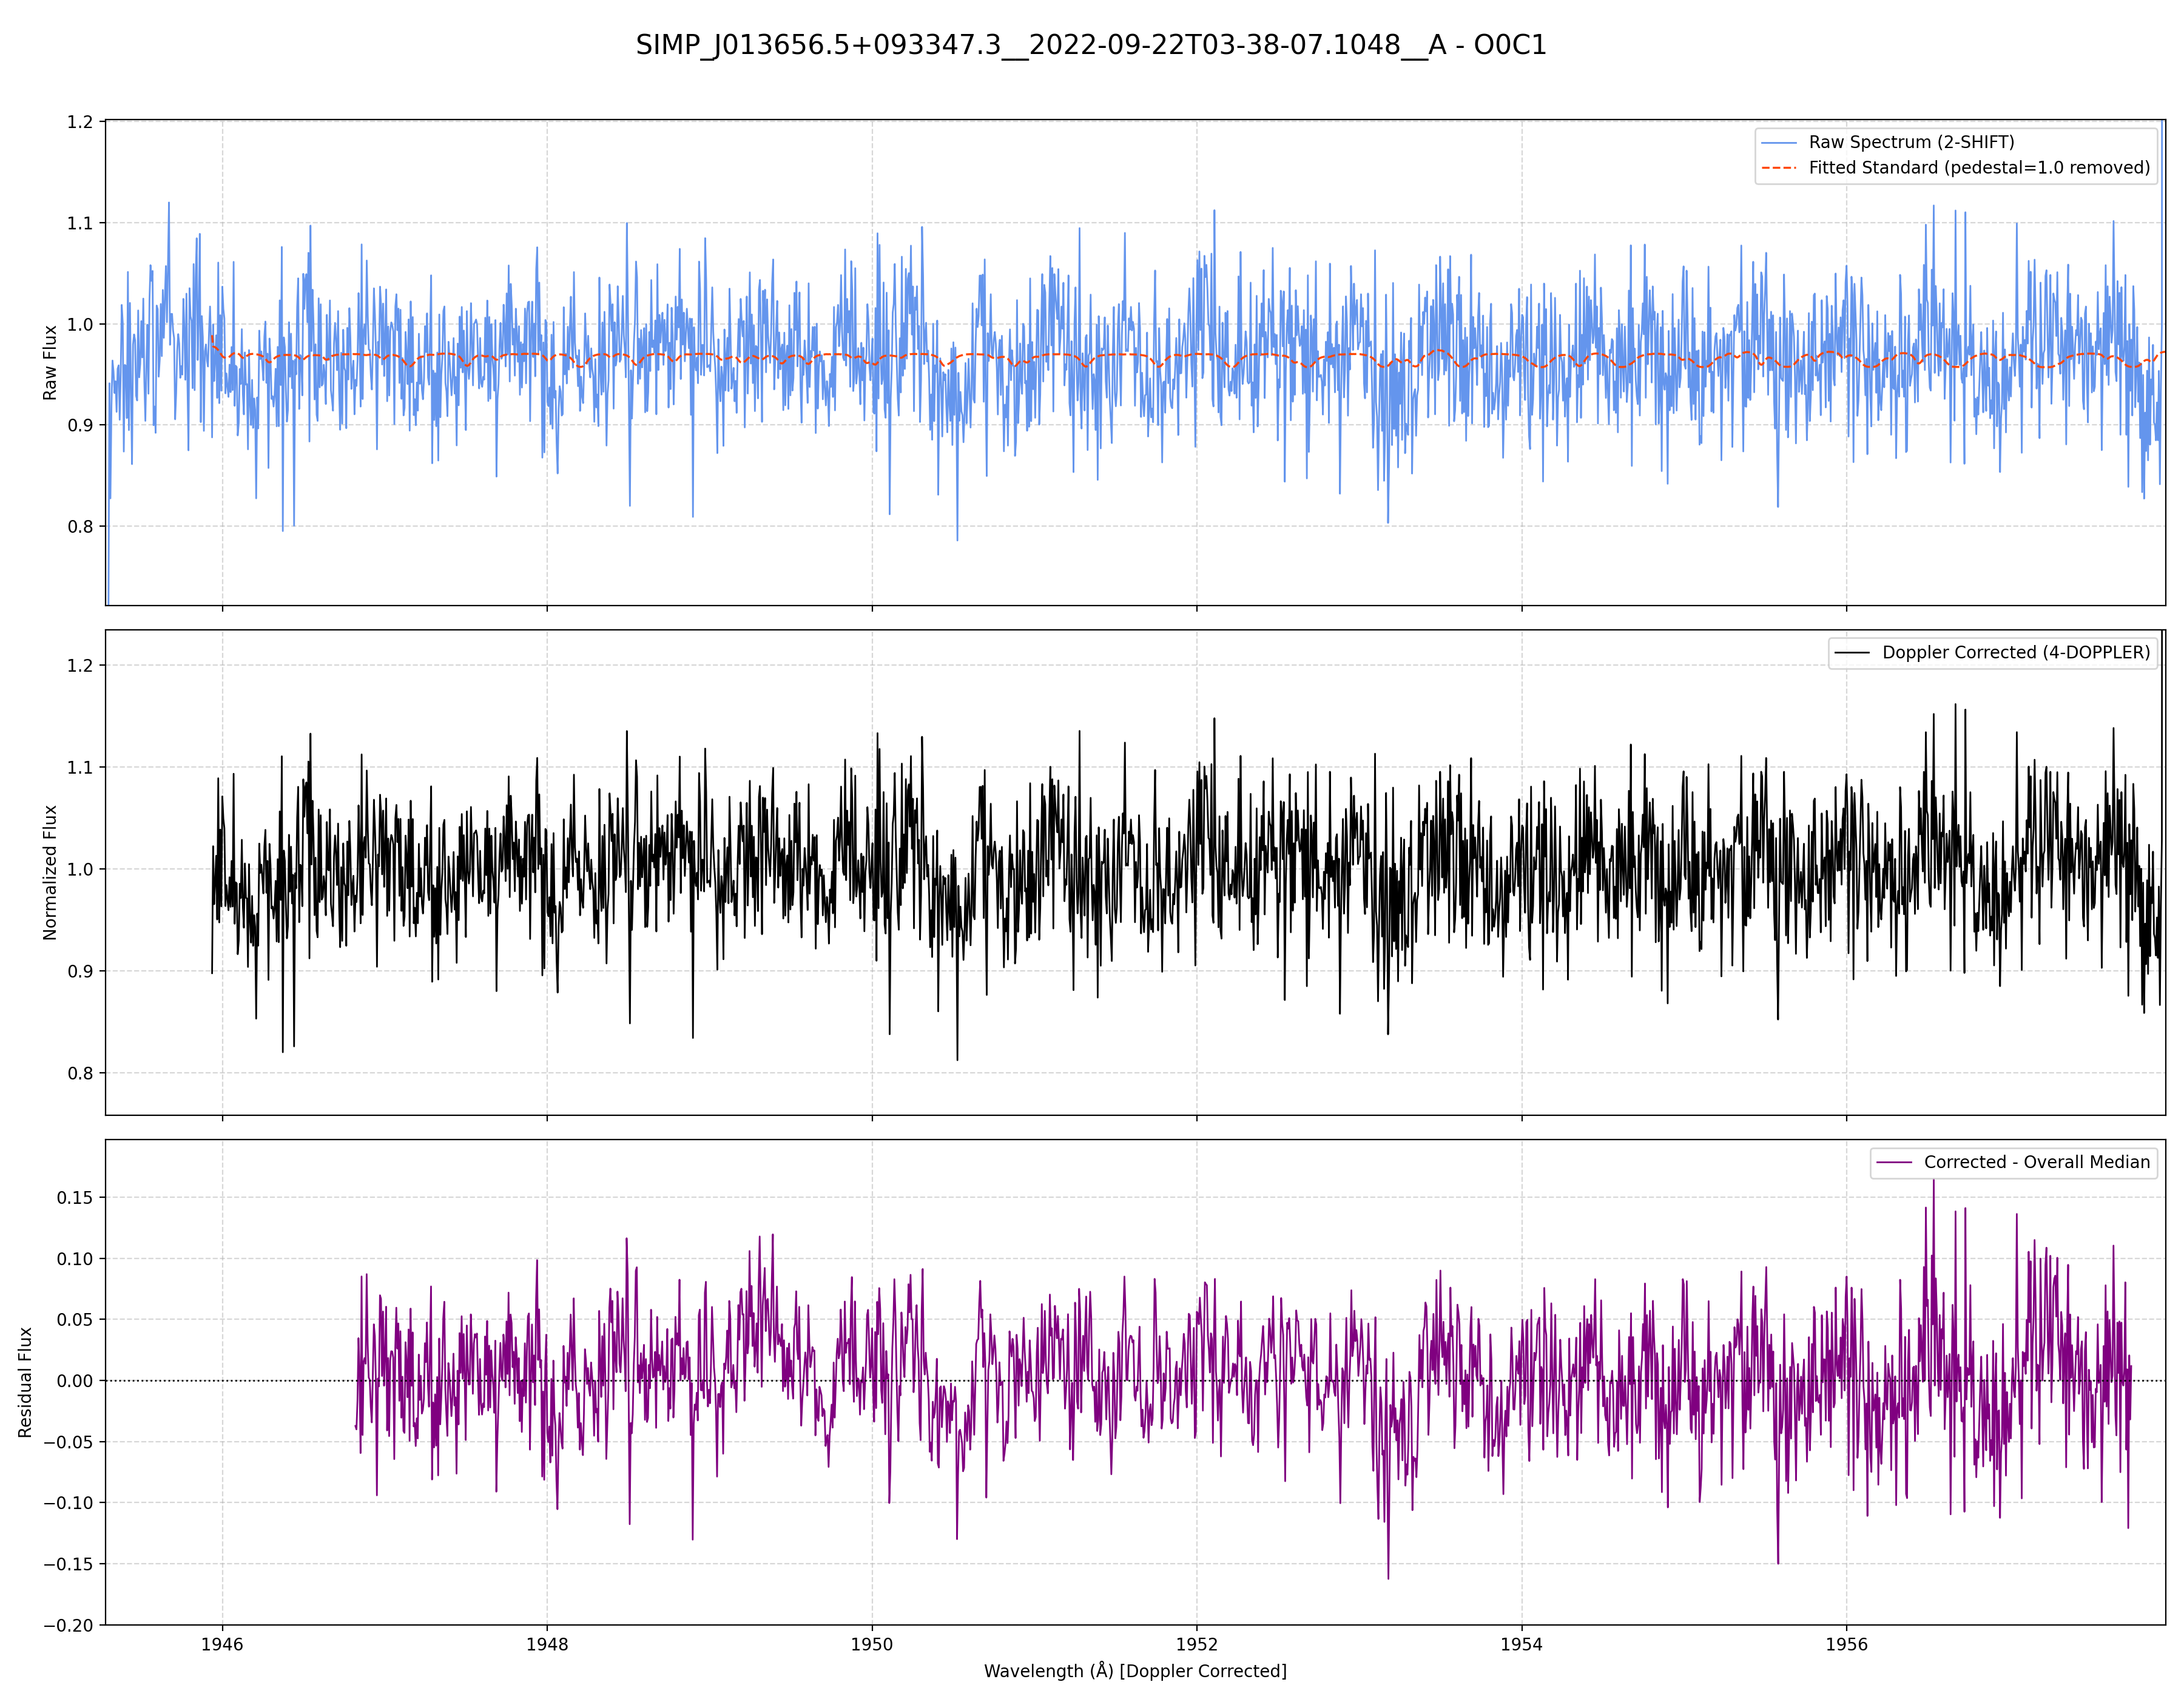 SIMP_J013656.5+093347.3__2022-09-22T03-38-07.1048__A - O0C1
Raw Flux
1.2
1.1
1.0
0.9
0.8
Raw Spectrum (2-SHIFT)
Fitted Standard (pedestal=1.0 removed)
Normalized Flux
1.2
1.1
1.0
0.9
0.8
Doppler Corrected (4-DOPPLER)
Residual Flux
0.15
0.10
0.05
0.00
−0.05
−0.10
−0.15
−0.20
Corrected - Overall Median
1946
1948
1950
1952
1954
1956
Wavelength (Å) [Doppler Corrected]